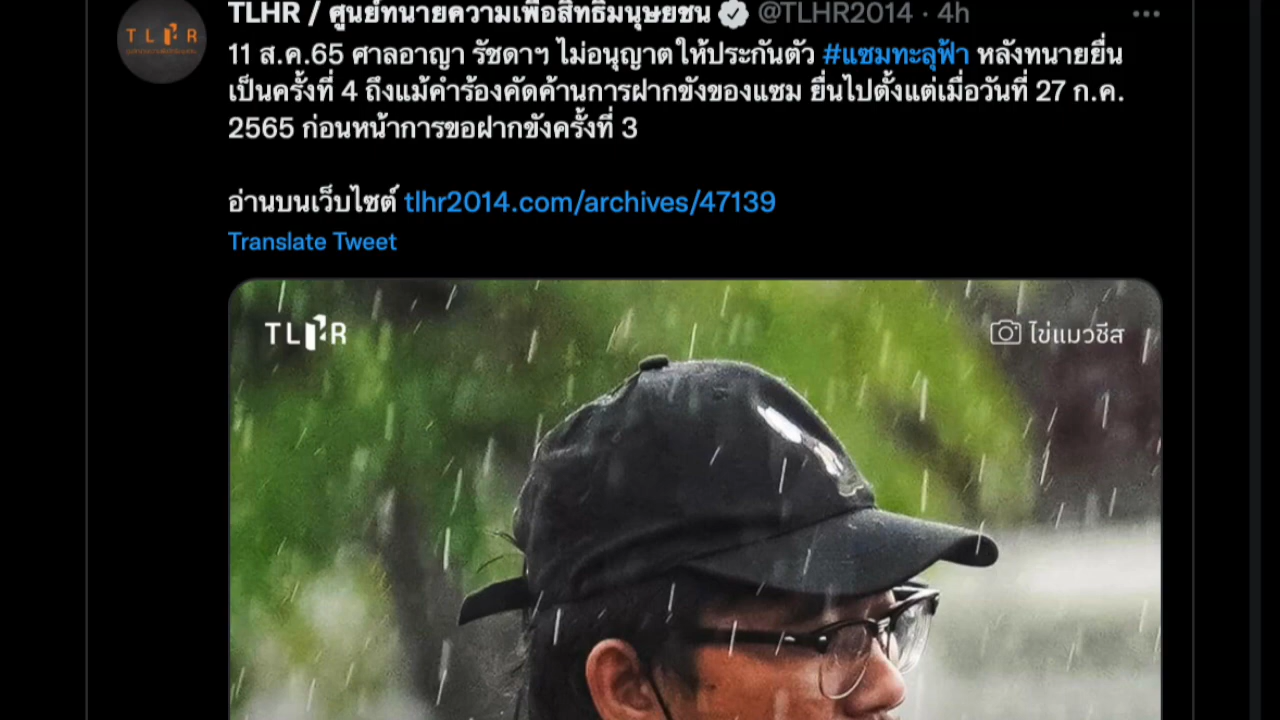 TLHR / ศูนย์ทนายความเพื่อสิทธิมนุษยชน @TLHR2014 · 4h
TLHR
11 ส.ค.65 ศาลอาญา รัชดาฯ ไม่อนุญาตให้ประกันตัว #แซมทะลุฟ้า หลังทนายยื่น
เป็นครั้งที่ 4 ถึงแม้คำร้องคัดค้านการฝากขังของแซม ยื่นไปตั้งแต่เมื่อวันที่ 27 ก.ค.
2565 ก่อนหน้าการขอฝากขังครั้งที่ 3
อ่านบนเว็บไซต์ tlhr2014.com/archives/47139
Translate Tweet
TLHR
ไข่แมวชีส